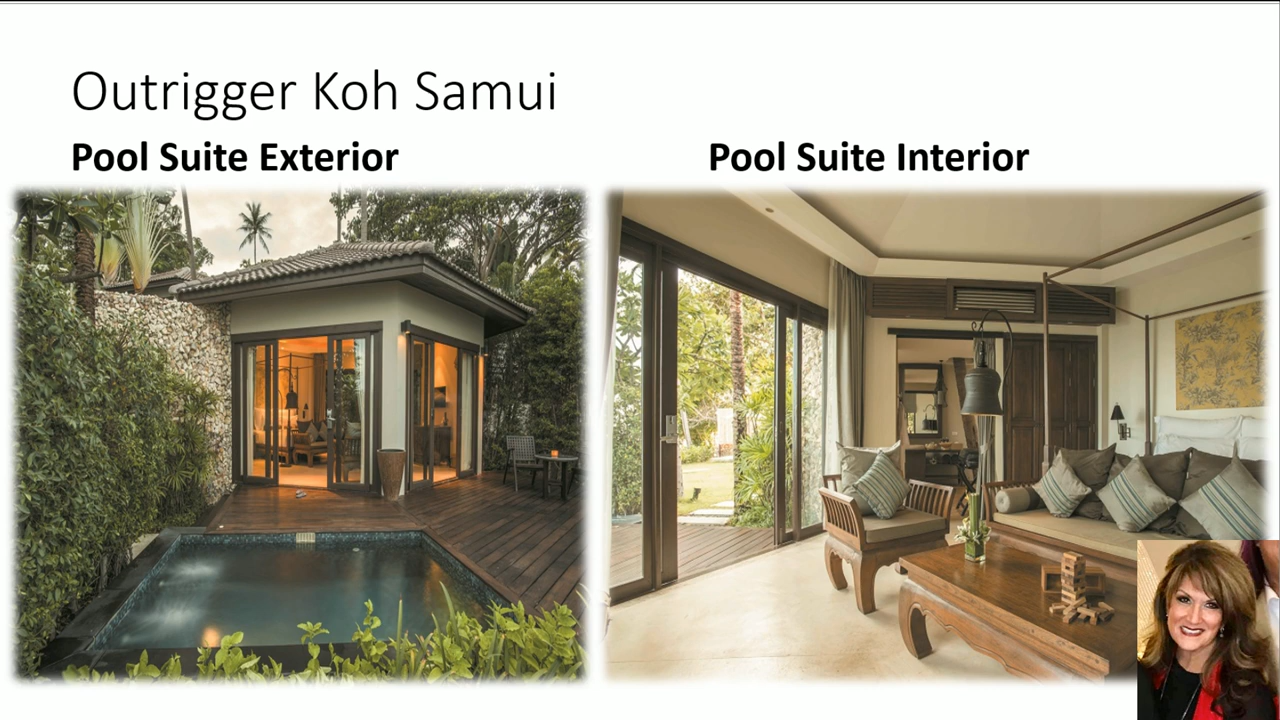 Outrigger Koh Samui
Pool Suite Exterior
Pool Suite Interior